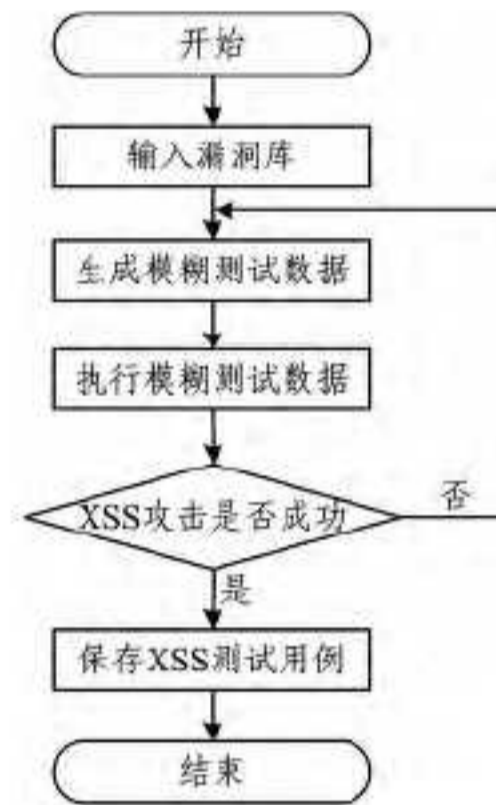 开始
输入漏洞库
生成模糊测试数据
执行模糊测试数据
XSS攻击是否成功
否
是
保存XSS测试用例
结束